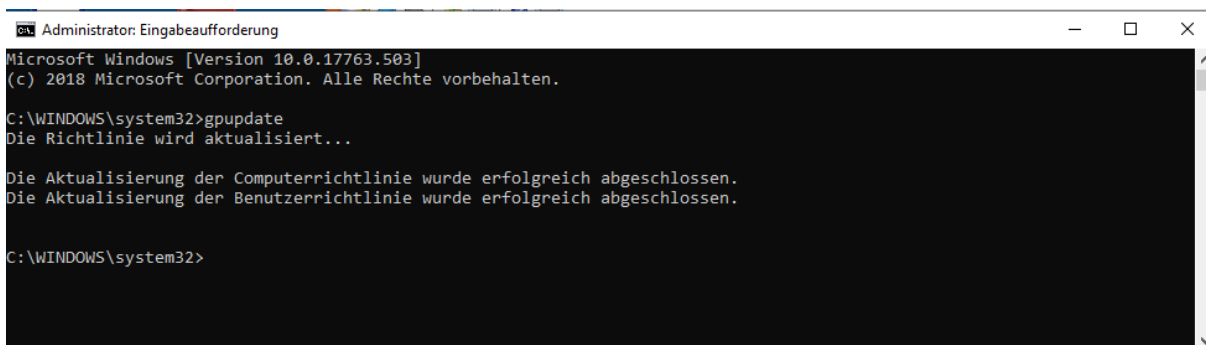 Administrator: Eingabeaufforderung
Microsoft Windows [Version 10.0.17763.503]
(c) 2018 Microsoft Corporation. Alle Rechte vorbehalten.
C:\WINDOWS\system32>gpupdate
Die Richtlinie wird aktualisiert...
Die Aktualisierung der Computerrichtlinie wurde erfolgreich abgeschlossen.
Die Aktualisierung der Benutzerrichtlinie wurde erfolgreich abgeschlossen.
C:\WINDOWS\system32>